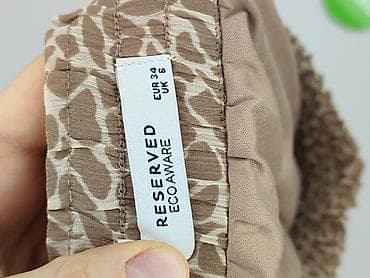 EUR 34
UK 6
RESERVED
ECO AWARE